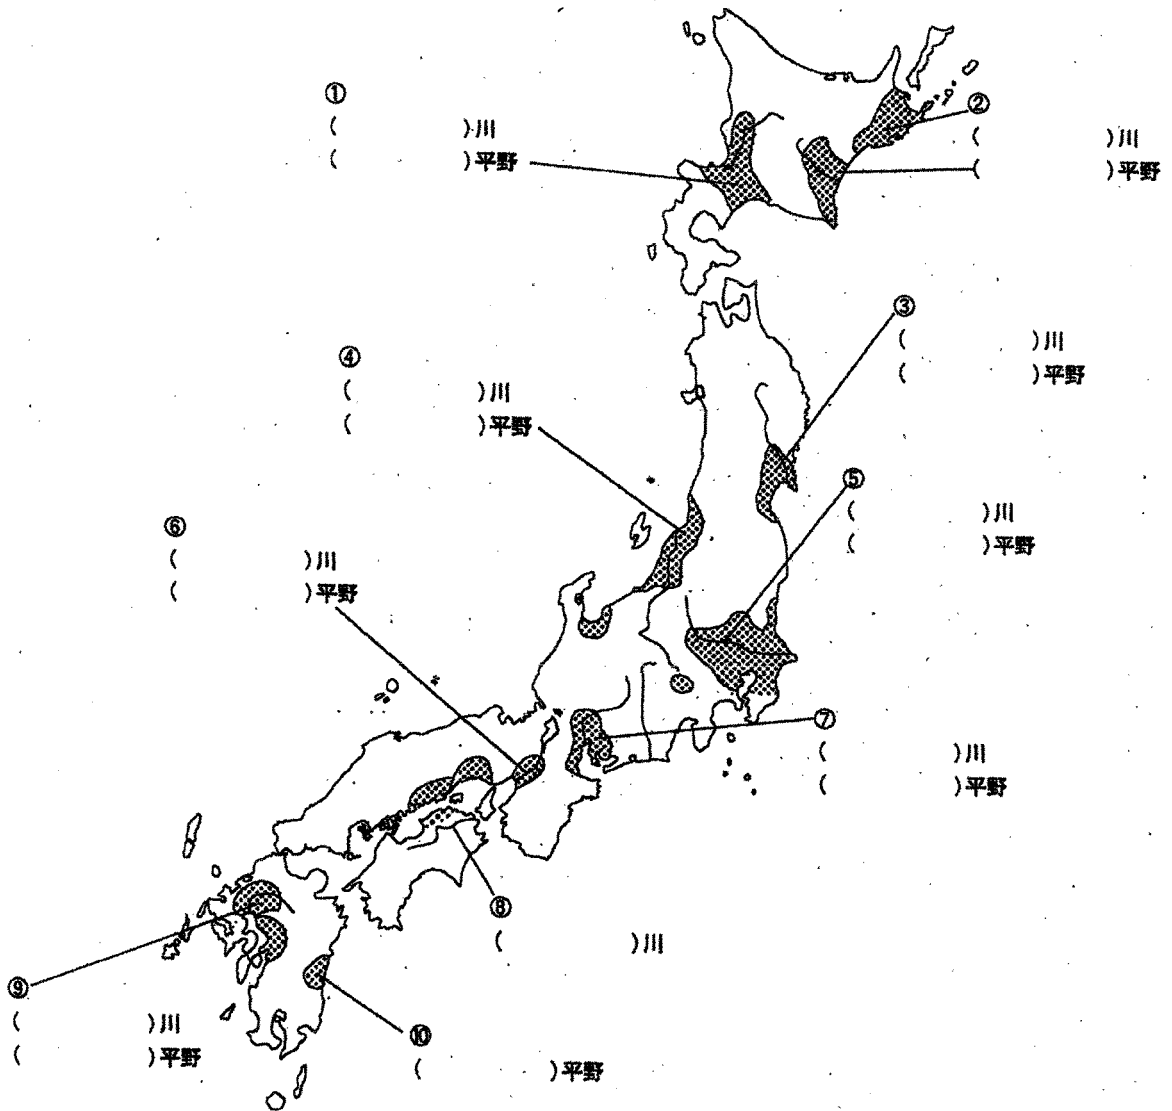 ①
(　　　)川
(　　　)平野
②
(　　　)川
(　　　)平野
③
(　　　)川
(　　　)平野
④
(　　　)川
(　　　)平野
⑤
(　　　)川
(　　　)平野
⑥
(　　　)川
(　　　)平野
⑦
(　　　)川
(　　　)平野
⑧
(　　　)川
⑨
(　　　)川
(　　　)平野
⑩
(　　　)平野